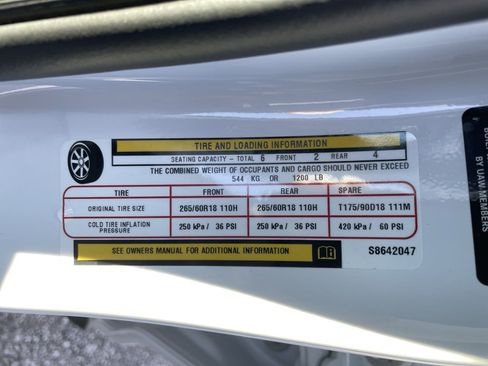 TIRE AND LOADING INFORMATION
SEATING CAPACITY - TOTAL 6 FRONT 2 REAR 4
THE COMBINED WEIGHT OF OCCUPANTS AND CARGO SHOULD NEVER EXCEED
544 KG OR 1200 LB
TIRE FRONT REAR SPARE
ORIGINAL TIRE SIZE 265/60R18 110H 265/60R18 110H T175/90D18 111M
COLD TIRE INFLATION PRESSURE 250 kPa / 36 PSI 250 kPa / 36 PSI 420 kPa / 60 PSI
SEE OWNERS MANUAL FOR ADDITIONAL INFORMATION S8642047
BY UAW MEMBERS